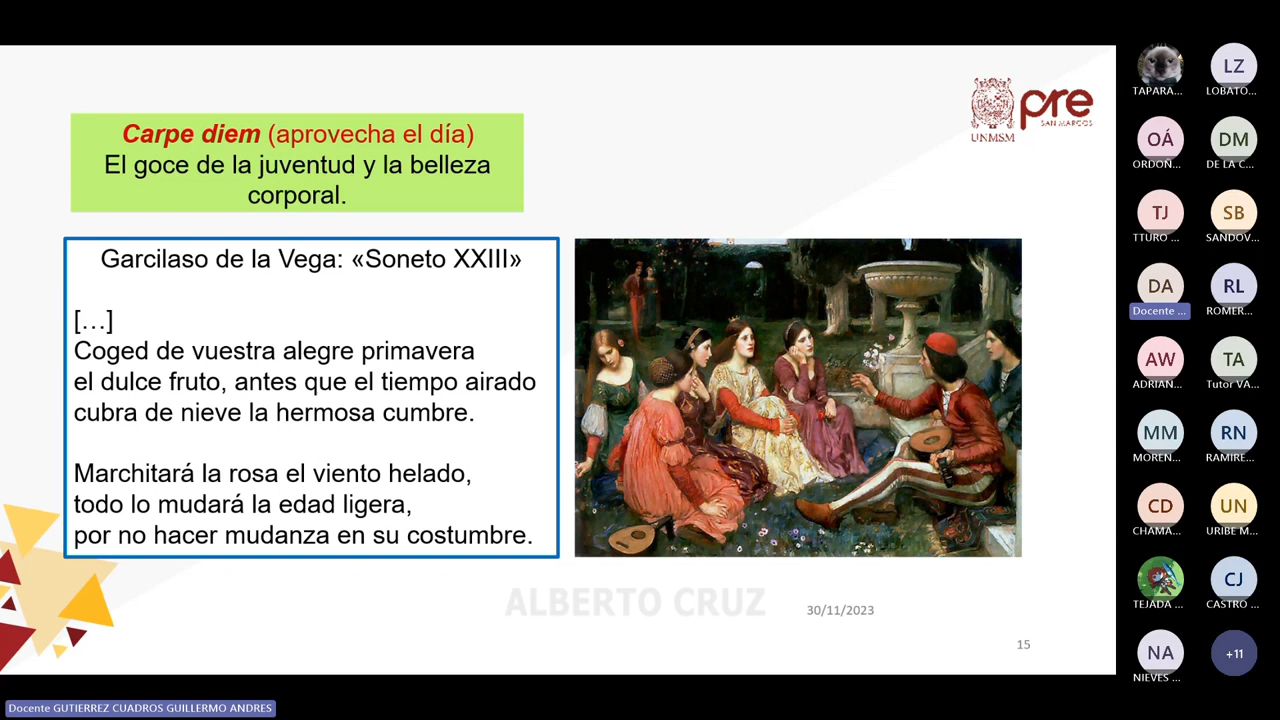 Carpe diem (aprovecha el día)
El goce de la juventud y la belleza
corporal.
UNMSM
pre
SAN MARCOS
Garcilaso de la Vega: «Soneto XXIII»
[…]
Coged de vuestra alegre primavera
el dulce fruto, antes que el tiempo airado
cubra de nieve la hermosa cumbre.
Marchitará la rosa el viento helado,
todo lo mudará la edad ligera,
por no hacer mudanza en su costumbre.
ALBERTO CRUZ
30/11/2023
15
TAPARA...
LZ
LOBATO...
OÁ
ORDOÑ...
DM
DE LA C...
TJ
TTURO ...
SB
SANDOV...
DA
Docente ...
RL
ROMER...
AW
ADRIAN...
TA
Tutor VA...
MM
MOREN...
RN
RAMIRE...
CD
CHAMA...
UN
URIBE M...
TEJADA ...
CJ
CASTRO ...
NA
NIEVES ...
+11
Docente GUTIERREZ CUADROS GUILLERMO ANDRES